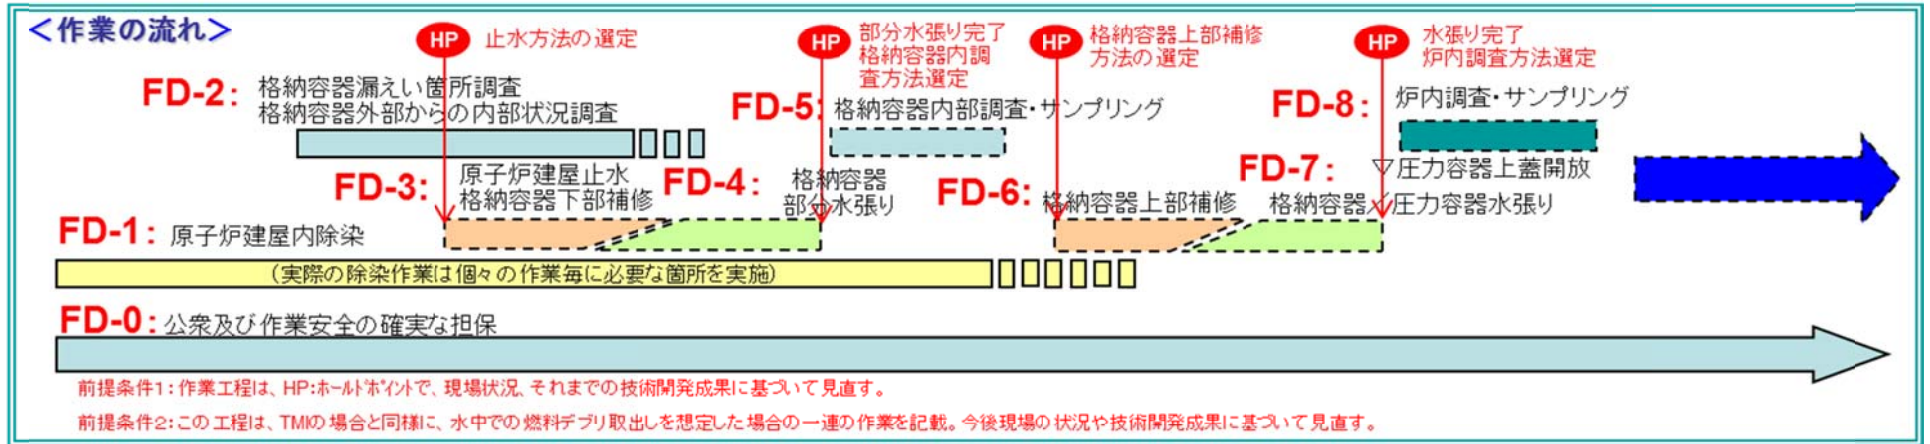 <作業の流れ>
HP 止水方法の選定
HP 部分水張り完了
格納容器内調
査方法選定
HP 格納容器上部補修
方法の選定
HP 水張り完了
炉内調査方法選定
FD-2: 格納容器漏えい箇所調査
格納容器外部からの内部状況調査
FD-5: 格納容器内部調査・サンプリング
FD-8: 炉内調査・サンプリング
FD-3: 原子炉建屋止水
格納容器下部補修
FD-4: 格納容器
部分水張り
FD-6: 格納容器上部補修
FD-7: ▽圧力容器上蓋開放
格納容器/圧力容器水張り
FD-1: 原子炉建屋内除染
(実際の除染作業は個々の作業毎に必要な箇所を実施)
FD-0: 公衆及び作業安全の確実な担保
前提条件1:作業工程は、HP:ホールドポイントで、現場状況、それまでの技術開発成果に基づいて見直す。
前提条件2:この工程は、TMIの場合と同様に、水中での燃料デブリ取出しを想定した場合の一連の作業を記載。今後現場の状況や技術開発成果に基づいて見直す。